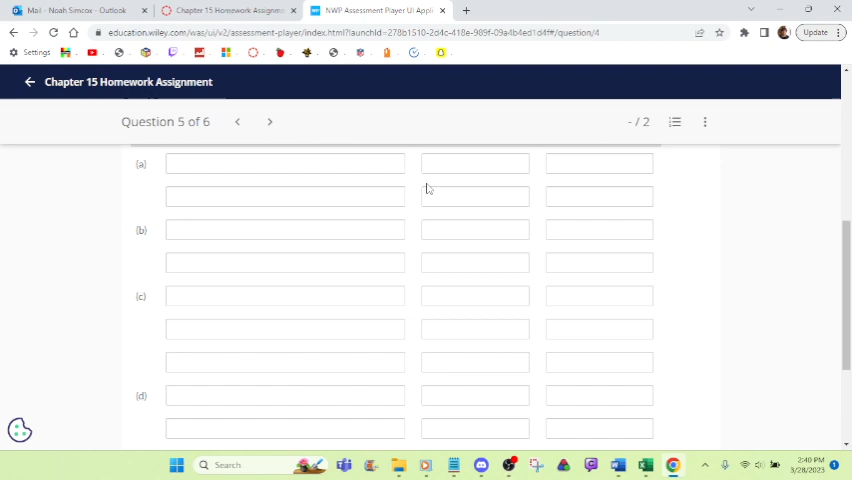 Mail - Noah Simcox - Outlook
Chapter 15 Homework Assignme
NWP Assessment Player UI Appli
education.wiley.com/was/ui/v2/assessment-player/index.html?launchId=278b1510-2d4c-418e-989f-09a4b4ed1d4f#/question/4
Update
Settings
Chapter 15 Homework Assignment
Question 5 of 6
- / 2
(a)
(b)
(c)
(d)
Search
2:40 PM
3/28/2023